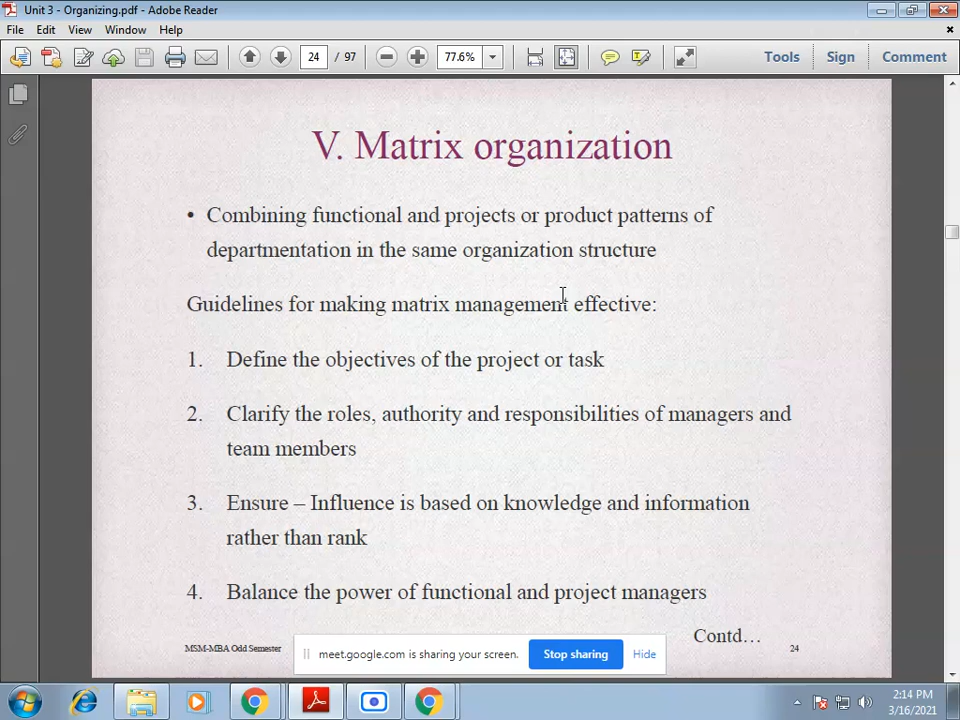 Unit 3 - Organizing.pdf - Adobe Reader
File Edit View Window Help
24 / 97 77.6% Tools Sign Comment
V. Matrix organization
• Combining functional and projects or product patterns of
departmentation in the same organization structure
Guidelines for making matrix management effective:
1. Define the objectives of the project or task
2. Clarify the roles, authority and responsibilities of managers and
team members
3. Ensure – Influence is based on knowledge and information
rather than rank
4. Balance the power of functional and project managers
Contd…
MSM-MBA Odd Semester 24
meet.google.com is sharing your screen. Stop sharing Hide
2:14 PM
3/16/2021